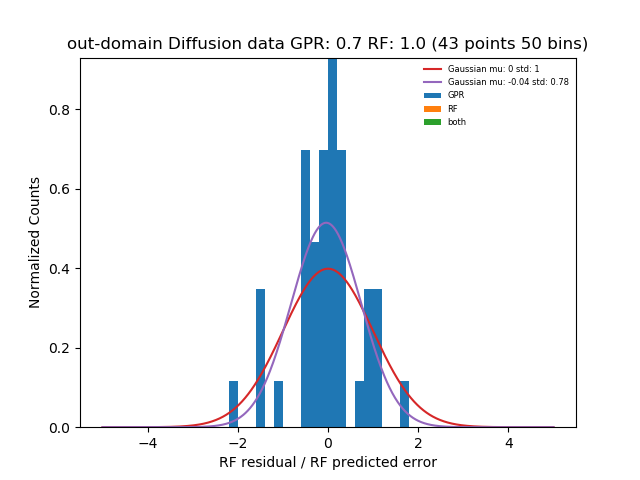 out-domain Diffusion data GPR: 0.7 RF: 1.0 (43 points 50 bins)
Gaussian mu: 0 std: 1
Gaussian mu: -0.04 std: 0.78
GPR
RF
both
Normalized Counts
0.8
0.6
0.4
0.2
0.0
−4
−2
0
2
4
RF residual / RF predicted error